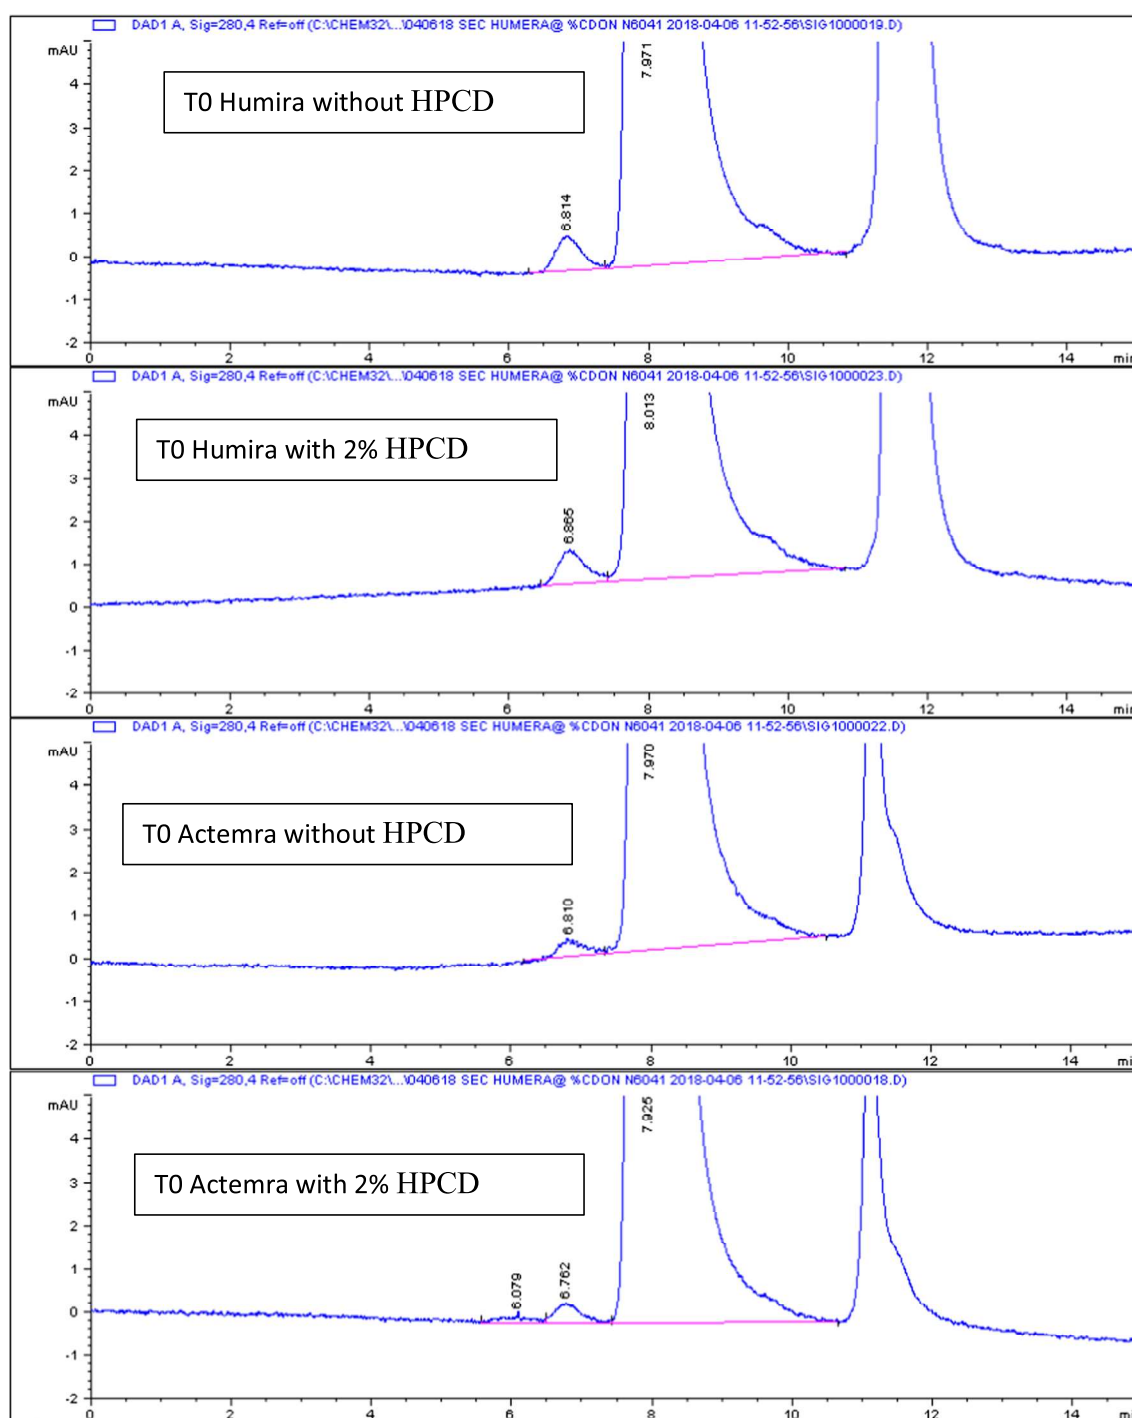 DAD1 A, Sig=280,4 Ref=off (C:\CHEM32\...\040618 SEC HUMERA@ %CDON N6041 2018-04-06 11-52-56\SIG1000019.D)
mAU
T0 Humira without HPCD
7.971
6.814
4
3
2
1
0
-1
-2
0 2 4 6 8 10 12 14 min
DAD1 A, Sig=280,4 Ref=off (C:\CHEM32\...\040618 SEC HUMERA@ %CDON N6041 2018-04-06 11-52-56\SIG1000023.D)
mAU
T0 Humira with 2% HPCD
8.013
6.865
4
3
2
1
0
-1
-2
0 2 4 6 8 10 12 14 min
DAD1 A, Sig=280,4 Ref=off (C:\CHEM32\...\040618 SEC HUMERA@ %CDON N6041 2018-04-06 11-52-56\SIG1000022.D)
mAU
T0 Actemra without HPCD
7.970
6.810
4
3
2
1
0
-1
-2
0 2 4 6 8 10 12 14 mi
DAD1 A, Sig=280,4 Ref=off (C:\CHEM32\...\040618 SEC HUMERA@ %CDON N6041 2018-04-06 11-52-56\SIG1000018.D)
mAU
T0 Actemra with 2% HPCD
7.925
6.079
6.762
4
3
2
1
0
-1
-2
0 2 4 6 8 10 12 14 mi